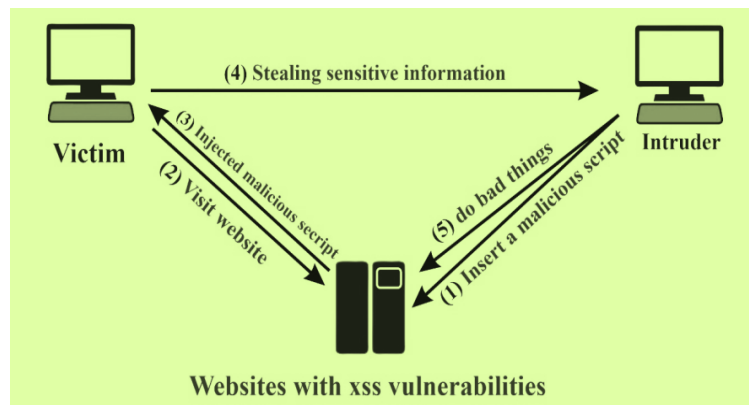 (4) Stealing sensitive information
Victim
Intruder
(3) Injected malicious secript
(2) Visit website
(5) do bad things
(1) Insert a malicious script
Websites with xss vulnerabilities